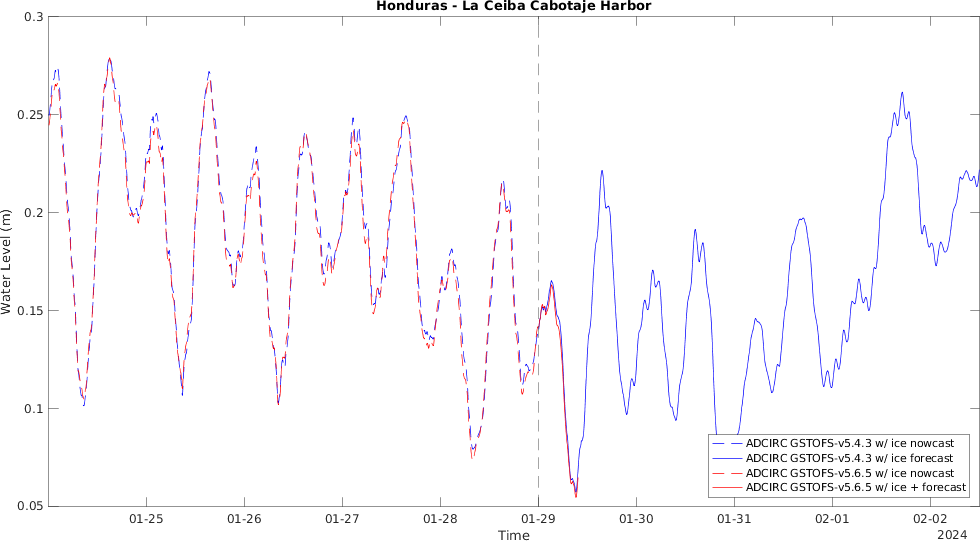 Honduras - La Ceiba Cabotaje Harbor
Water Level (m)
0.3
0.25
0.2
0.15
0.1
0.05
ADCIRC GSTOFS-v5.4.3 w/ ice nowcast
ADCIRC GSTOFS-v5.4.3 w/ ice forecast
ADCIRC GSTOFS-v5.6.5 w/ ice nowcast
ADCIRC GSTOFS-v5.6.5 w/ ice + forecast
01-25 01-26 01-27 01-28 01-29 01-30 01-31 02-01 02-02
Time
2024